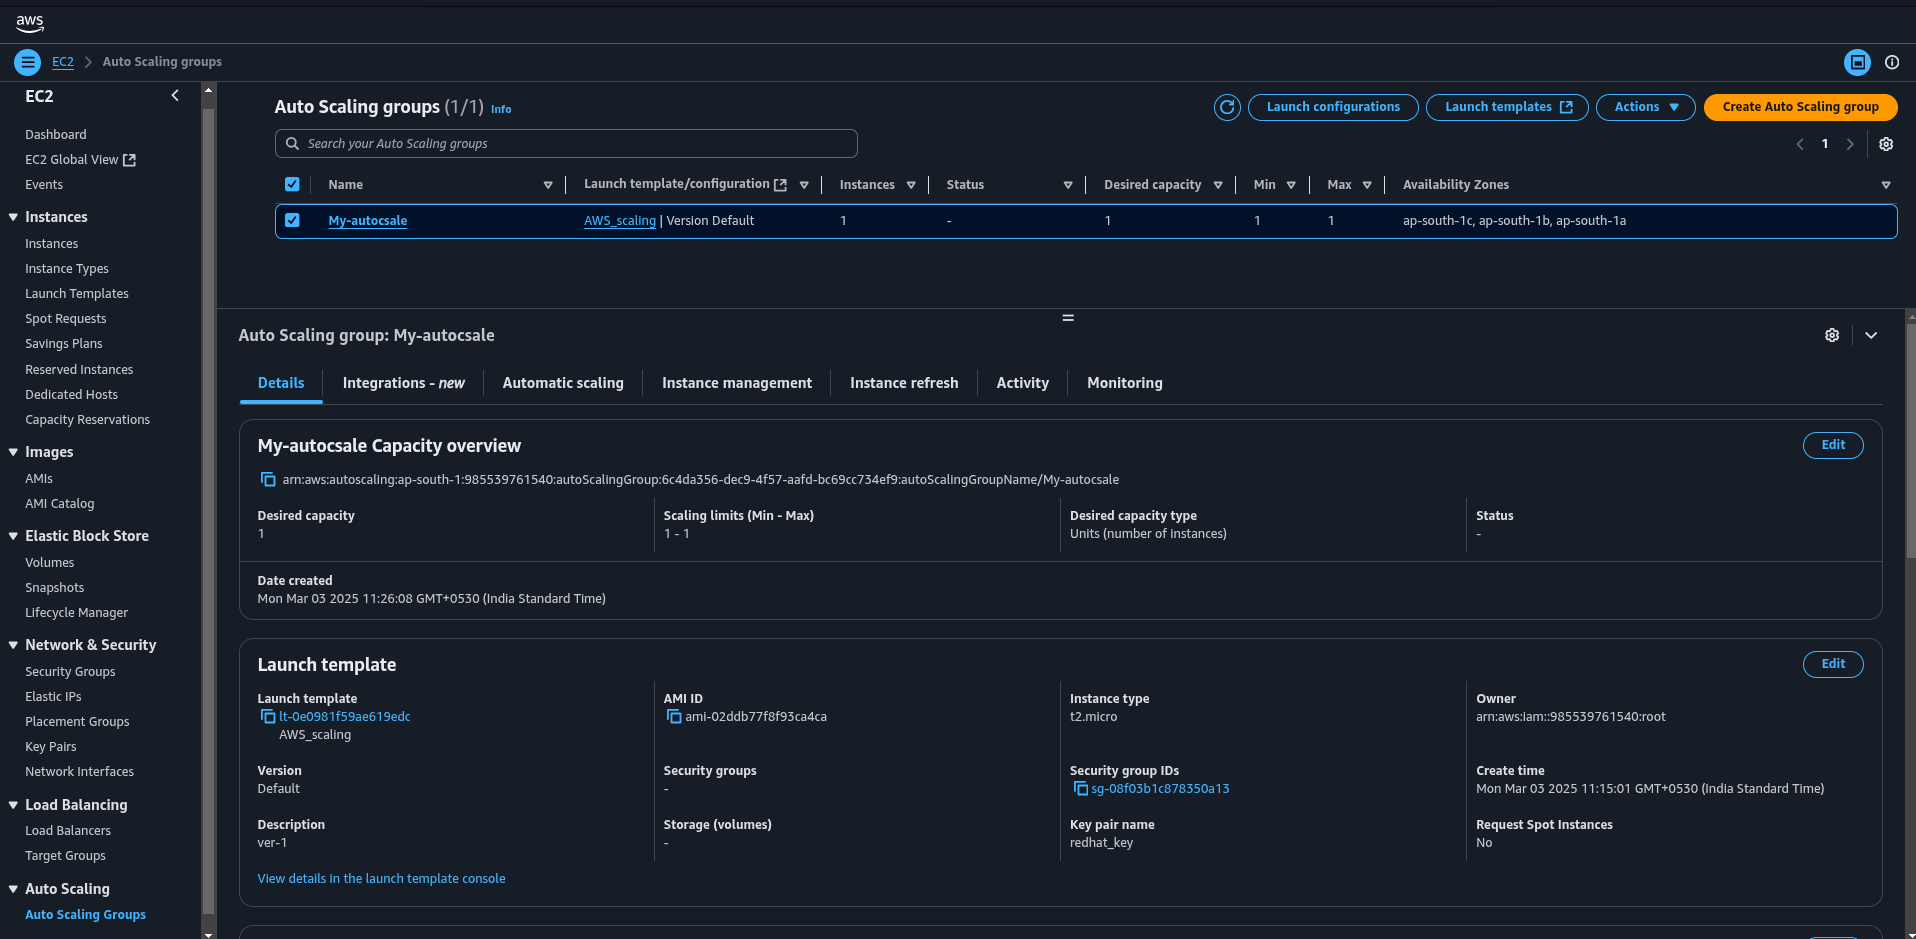 aws
EC2 > Auto Scaling groups
EC2
Dashboard
EC2 Global View
Events
Instances
Instances
Instance Types
Launch Templates
Spot Requests
Savings Plans
Reserved Instances
Dedicated Hosts
Capacity Reservations
Images
AMIs
AMI Catalog
Elastic Block Store
Volumes
Snapshots
Lifecycle Manager
Network & Security
Security Groups
Elastic IPs
Placement Groups
Key Pairs
Network Interfaces
Load Balancing
Load Balancers
Target Groups
Auto Scaling
Auto Scaling Groups
Auto Scaling groups (1/1) Info
Launch configurations Launch templates Actions Create Auto Scaling group
Search your Auto Scaling groups
1
Name Launch template/configuration Instances Status Desired capacity Min Max Availability Zones
My-autocsale AWS_scaling | Version Default 1 - 1 1 1 ap-south-1c, ap-south-1b, ap-south-1a
Auto Scaling group: My-autocsale
Details Integrations - new Automatic scaling Instance management Instance refresh Activity Monitoring
My-autocsale Capacity overview Edit
arn:aws:autoscaling:ap-south-1:985539761540:autoScalingGroup:6c4da356-dec9-4f57-aafd-bc69cc734ef9:autoScalingGroupName/My-autocsale
Desired capacity Scaling limits (Min - Max) Desired capacity type Status
1 1 - 1 Units (number of instances) -
Date created
Mon Mar 03 2025 11:26:08 GMT+0530 (India Standard Time)
Launch template Edit
Launch template AMI ID Instance type Owner
lt-0e0981f59ae619edc ami-02ddb77f8f93ca4ca t2.micro arn:aws:iam::985539761540:root
AWS_scaling
Version Security groups Security group IDs Create time
Default - sg-08f03b1c878350a13 Mon Mar 03 2025 11:15:01 GMT+0530 (India Standard Time)
Description Storage (volumes) Key pair name Request Spot Instances
ver-1 - redhat_key No
View details in the launch template console